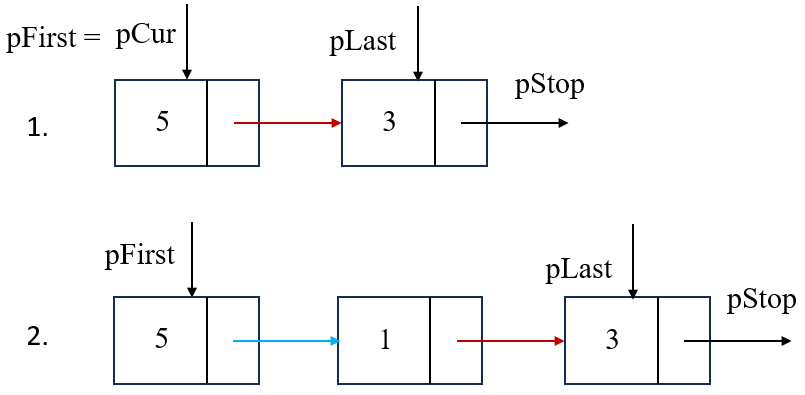 pFirst = pCur
pLast
pStop
1.
5
3
pFirst
pLast
pStop
2.
5
1
3